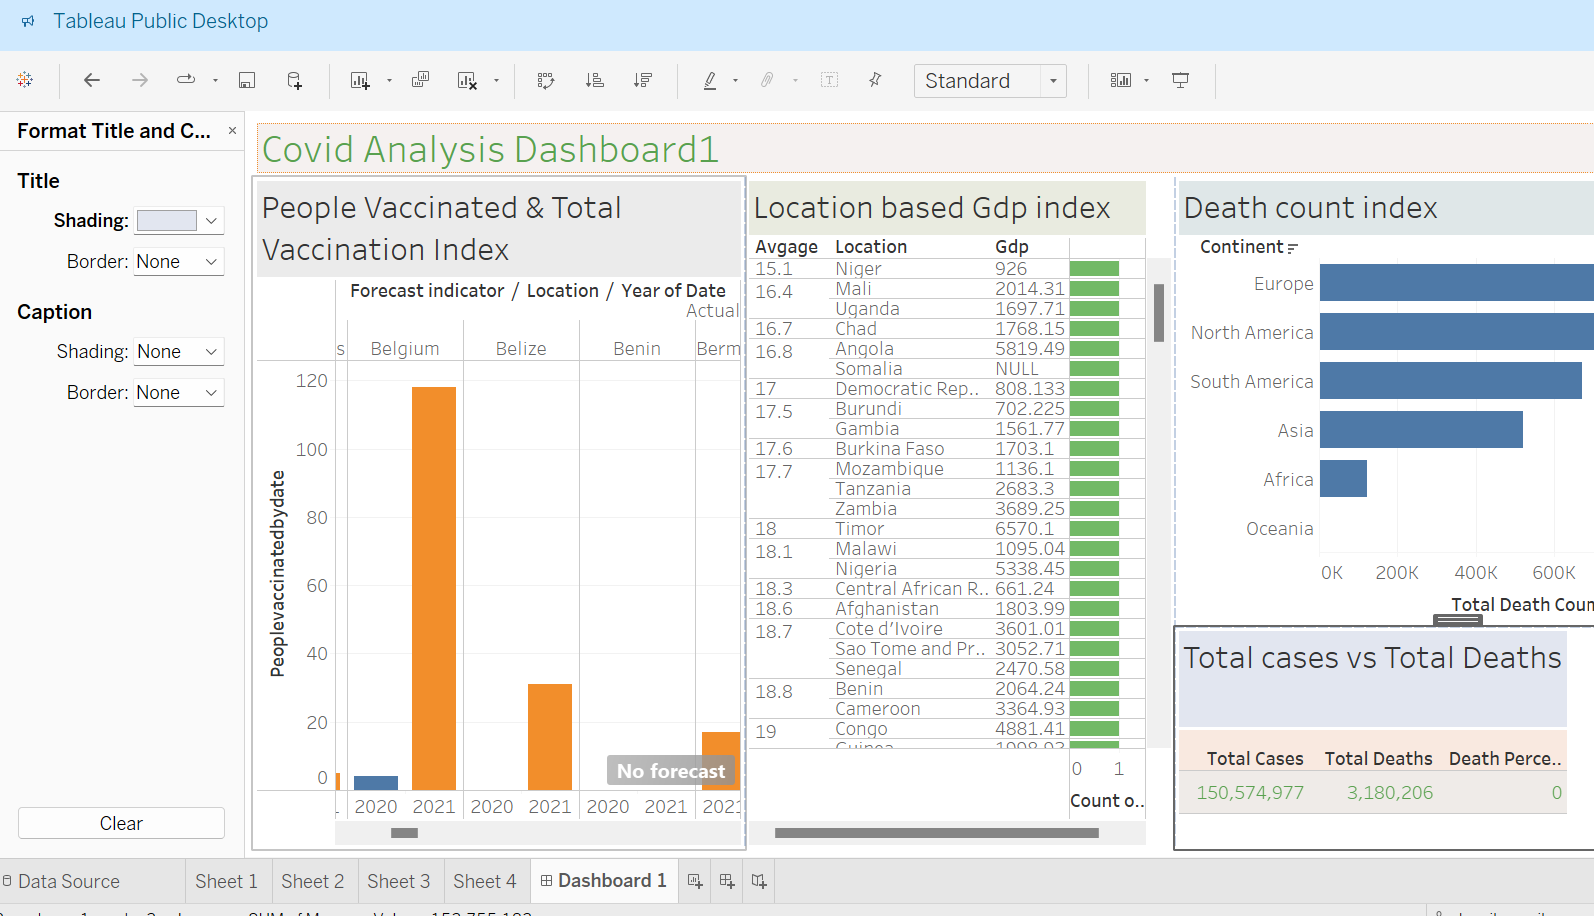 Tableau Public Desktop
Standard
Format Title and C...
Title
Shading:
Border: None
Caption
Shading: None
Border: None
Clear
Covid Analysis Dashboard1
People Vaccinated & Total
Vaccination Index
Forecast indicator / Location / Year of Date
Actual
s Belgium Belize Benin Berm
Peoplevaccinatedbydate
120
100
80
60
40
20
0
No forecast
2020 2021 2020 2021 2020 2021 2021
Location based Gdp index
Avgage Location Gdp
15.1 Niger 926
16.4 Mali 2014.31
Uganda 1697.71
16.7 Chad 1768.15
16.8 Angola 5819.49
Somalia NULL
17 Democratic Rep.. 808.133
17.5 Burundi 702.225
Gambia 1561.77
17.6 Burkina Faso 1703.1
17.7 Mozambique 1136.1
Tanzania 2683.3
Zambia 3689.25
18 Timor 6570.1
18.1 Malawi 1095.04
Nigeria 5338.45
18.3 Central African R.. 661.24
18.6 Afghanistan 1803.99
18.7 Cote d'Ivoire 3601.01
Sao Tome and Pr.. 3052.71
Senegal 2470.58
18.8 Benin 2064.24
Cameroon 3364.93
19 Congo 4881.41
0 1
Count o..
Death count index
Continent
Europe
North America
South America
Asia
Africa
Oceania
0K 200K 400K 600K
Total Death Coun
Total cases vs Total Deaths
Total Cases Total Deaths Death Perce..
150,574,977 3,180,206 0
Data Source Sheet 1 Sheet 2 Sheet 3 Sheet 4 Dashboard 1